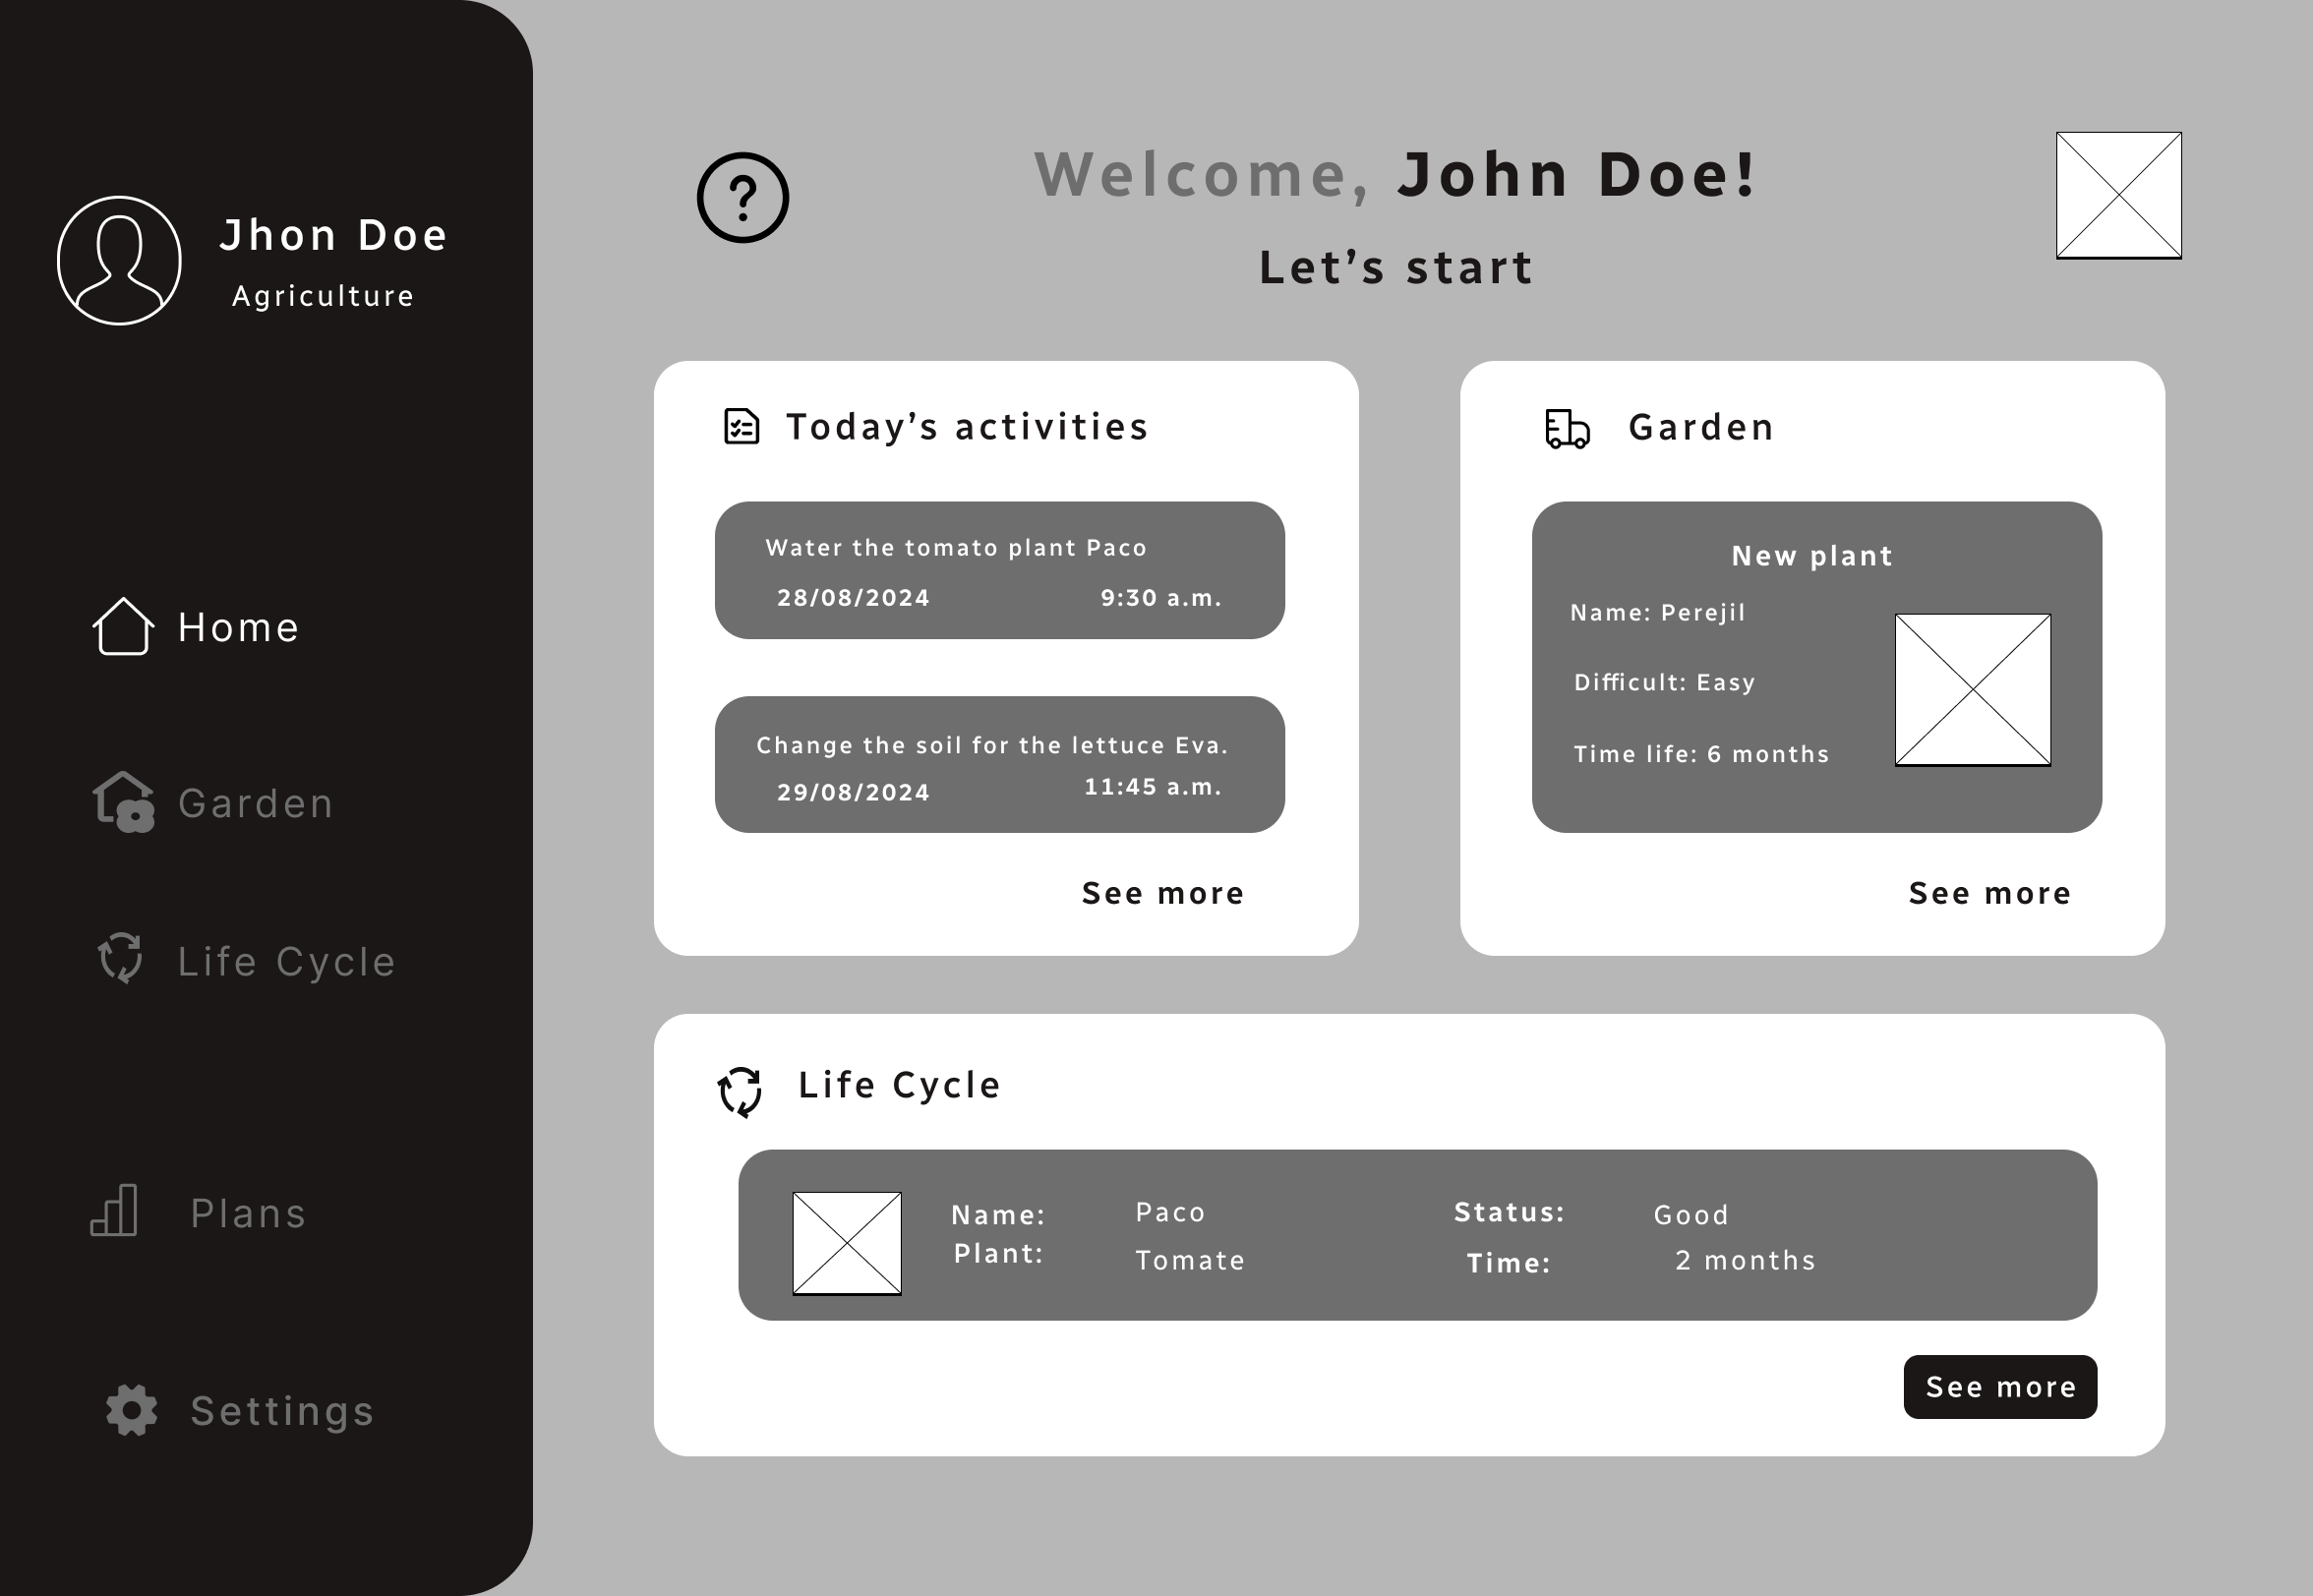 Jhon Doe
Agriculture
Home
Garden
Life Cycle
Plans
Settings
Welcome, John Doe!
Let’s start
Today’s activities
Water the tomato plant Paco
28/08/2024 9:30 a.m.
Change the soil for the lettuce Eva.
29/08/2024 11:45 a.m.
See more
Garden
New plant
Name: Perejil
Difficult: Easy
Time life: 6 months
See more
Life Cycle
Name: Paco Status: Good
Plant: Tomate Time: 2 months
See more